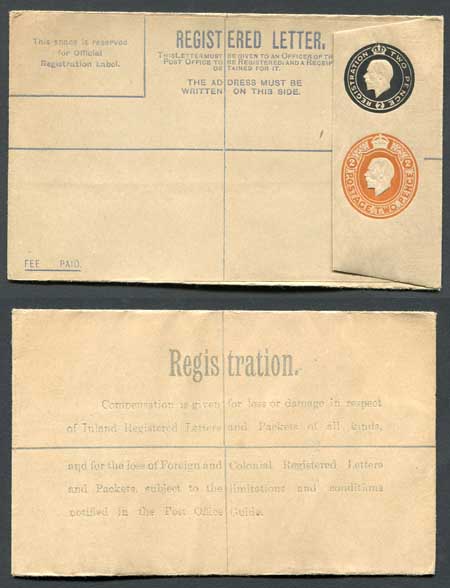 This space is reserved
for Official
Registration Label.
REGISTERED LETTER.
THIS LETTER MUST BE GIVEN TO AN OFFICER OF THE
POST OFFICE TO BE REGISTERED, AND A RECEIP
OBTAINED FOR IT.
THE ADDRESS MUST BE
WRITTEN ON THIS SIDE.
REGISTRATION TWO PENCE
POSTAGE TWO PENCE
2 2
FEE PAID.
Registration.
Compensation is given for loss or damage in respect
of Inland Registered Letters and Packets of all kinds,
and for the loss of Foreign and Colonial Registered Letters
and Packets, subject to the limitations and conditions
notified in the Post Office Guide.